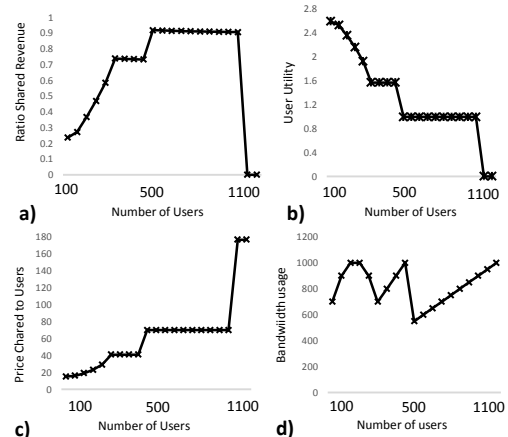 1
0.9
0.8
0.7
0.6
0.5
0.4
0.3
0.2
0.1
0
Ratio Shared Revenue
100 500 1100
Number of Users
a)
2.8
2.4
2
1.6
1.2
0.8
0.4
0
User Utility
100 500 1100
Number of Users
b)
180
160
140
120
100
80
60
40
20
0
Price Chared to Users
100 500 1100
Number of Users
c)
1200
1000
800
600
400
200
0
Bandwiidth usage
100 500 1100
Number of users
d)